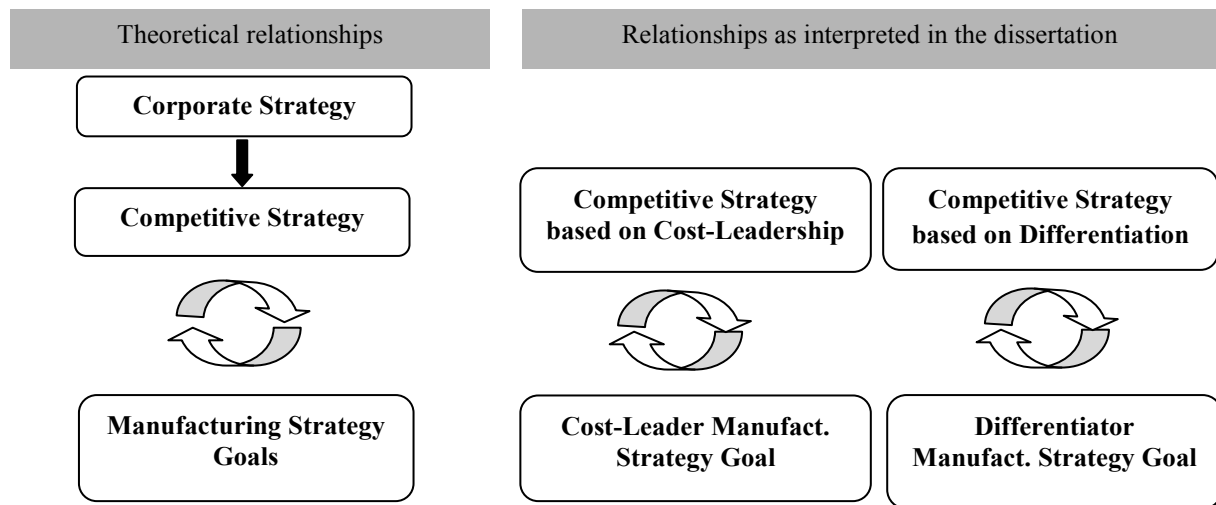 Theoretical relationships
Relationships as interpreted in the dissertation
Corporate Strategy
Competitive Strategy
Manufacturing Strategy
Goals
Competitive Strategy
based on Cost-Leadership
Competitive Strategy
based on Differentiation
Cost-Leader Manufact.
Strategy Goal
Differentiator
Manufact. Strategy Goal